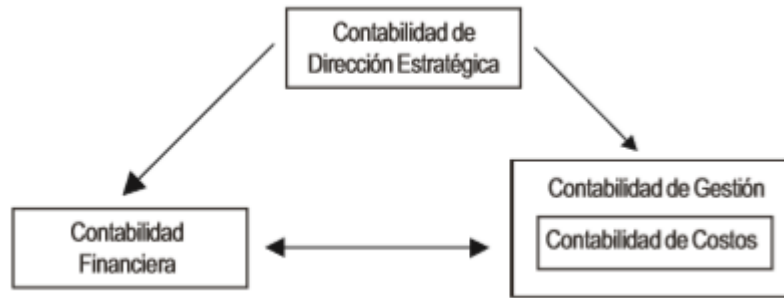 Contabilidad de
Dirección Estratégica
Contabilidad de Gestión
Contabilidad de Costos
Contabilidad
Financiera